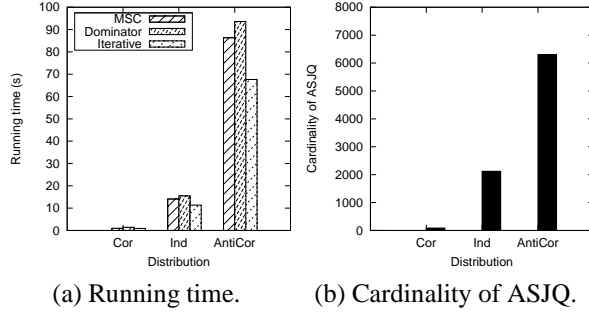 100
90
80
70
60
50
40
30
20
10
0
Running time (s)
MSC
Dominator
Iterative
Cor Ind AntiCor
Distribution
(a) Running time.
8000
7000
6000
5000
4000
3000
2000
1000
0
Cardinality of ASJQ
Cor Ind AntiCor
Distribution
(b) Cardinality of ASJQ.